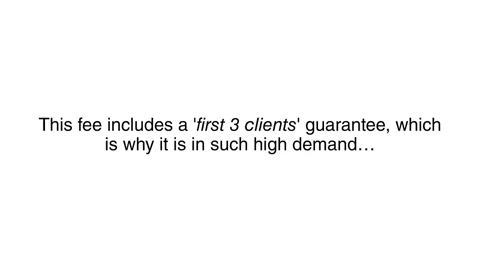 This fee includes a 'first 3 clients' guarantee, which
is why it is in such high demand…